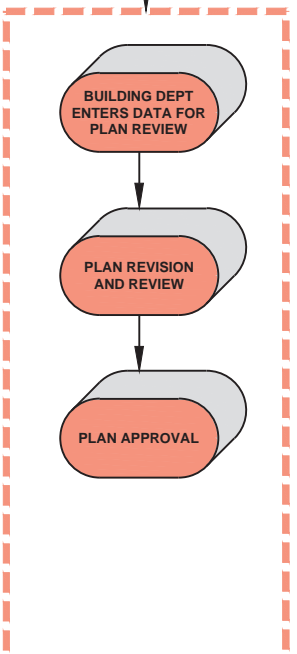 BUILDING DEPT
ENTERS DATA FOR
PLAN REVIEW
PLAN REVISION
AND REVIEW
PLAN APPROVAL